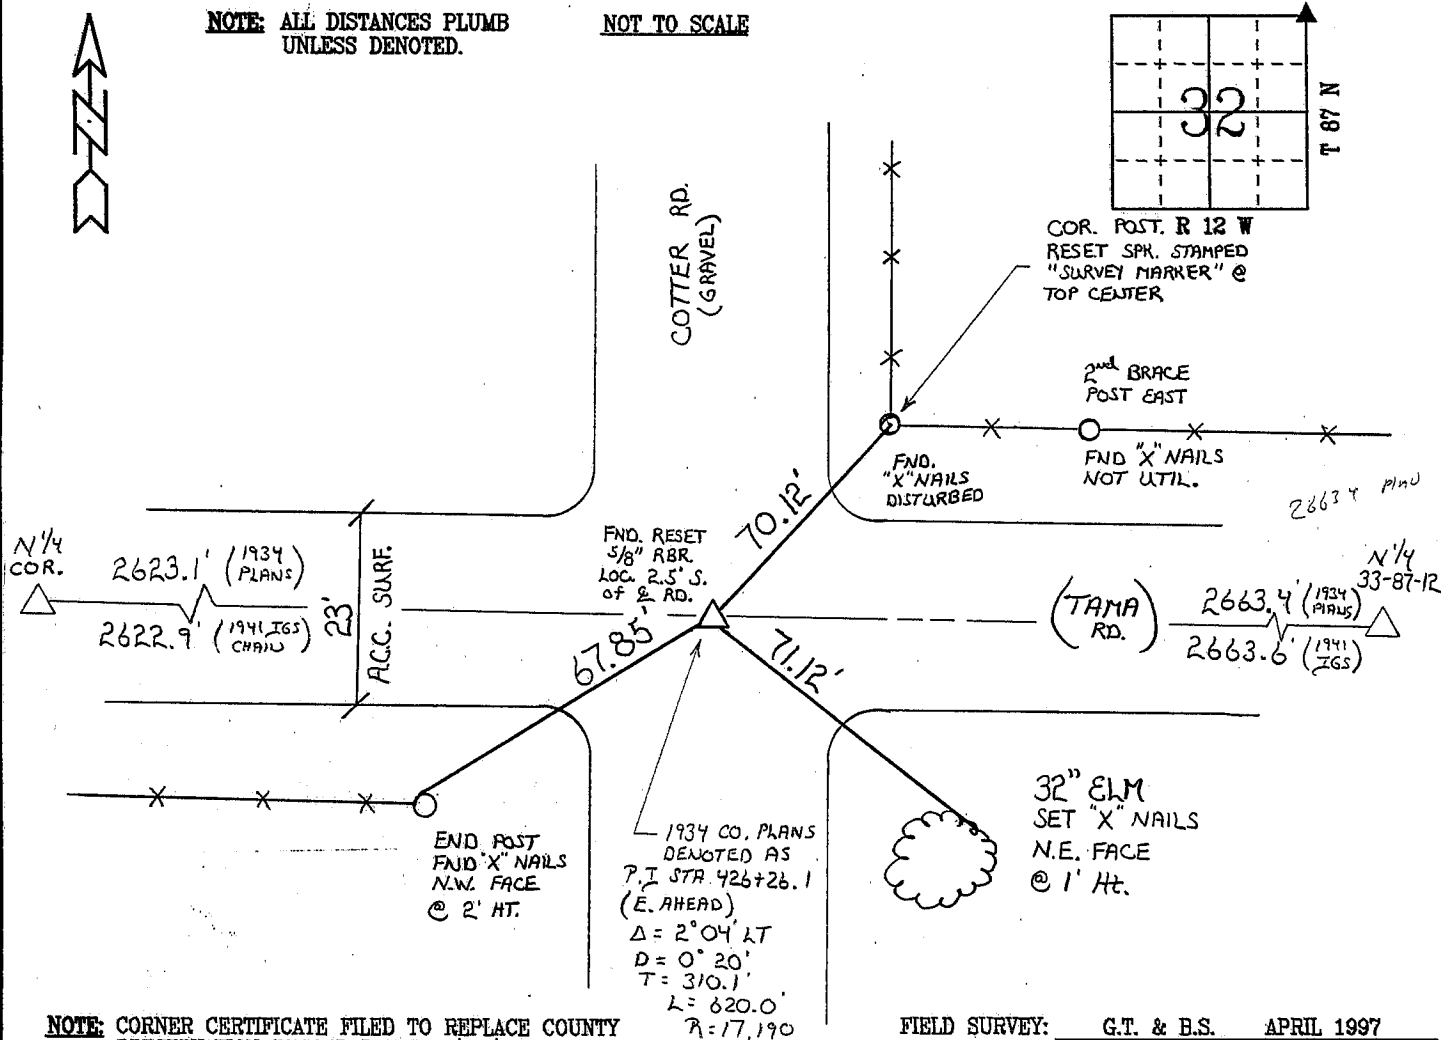 NOTE: ALL DISTANCES PLUMB
UNLESS DENOTED.
NOT TO SCALE
N
32
T 87 N
R 12 W
COR. POST.
RESET SPK. STAMPED
"SURVEY MARKER" @
TOP CENTER
COTTER RD.
(GRAVEL)
2nd BRACE
POST EAST
FND "X" NAILS
NOT UTIL.
FND.
"X" NAILS
DISTURBED
70.12'
26634 PLND
N 1/4
COR.
2623.1' (1934
PLANS)
2622.9' (1941 IGS
CHAIN)
23'
A.C.C. SURF.
FND. RESET
5/8" RBR.
LOC. 2.5' S.
of ℄ RD.
67.85'
71.12'
(TAMA
RD.)
N 1/4
33-87-12
2663.4' (1934
PLANS)
2663.6' (1941
IGS)
END POST
FND "X" NAILS
N.W. FACE
@ 2' HT.
1934 CO. PLANS
DENOTED AS
P.I STA. 426+26.1
(E. AHEAD)
Δ = 2°04' LT
D = 0° 20'
T = 310.1'
L = 620.0'
R = 17,190
32" ELM
SET "X" NAILS
N.E. FACE
@ 1' Ht.
NOTE: CORNER CERTIFICATE FILED TO REPLACE COUNTY
FIELD SURVEY: G.T. & B.S. APRIL 1997